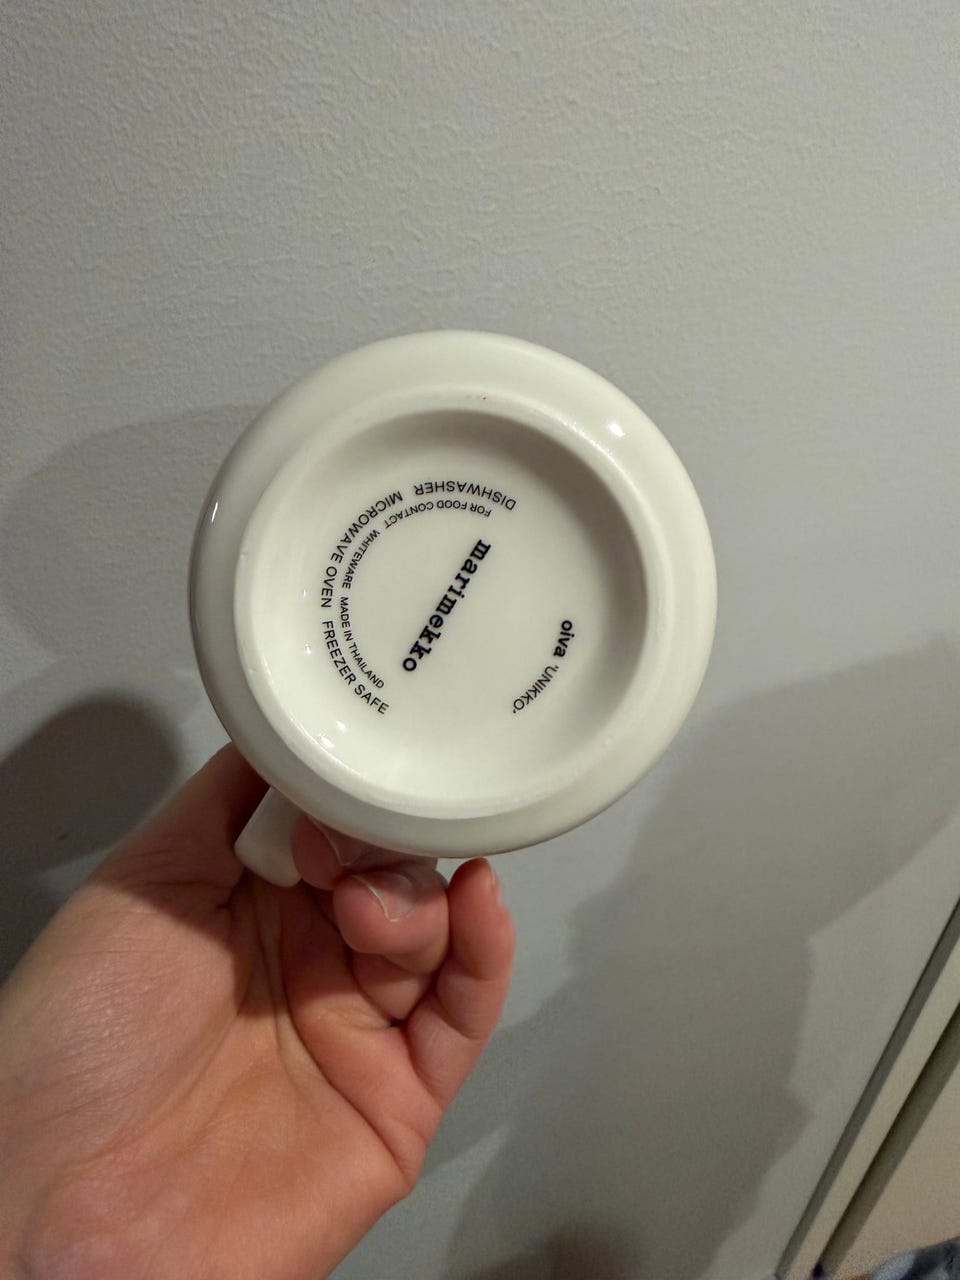 marimekko
oiva 'UNIKKO'
DISHWASHER MICROWAVE OVEN FREEZER SAFE
FOR FOOD CONTACT WHITEWARE MADE IN THAILAND